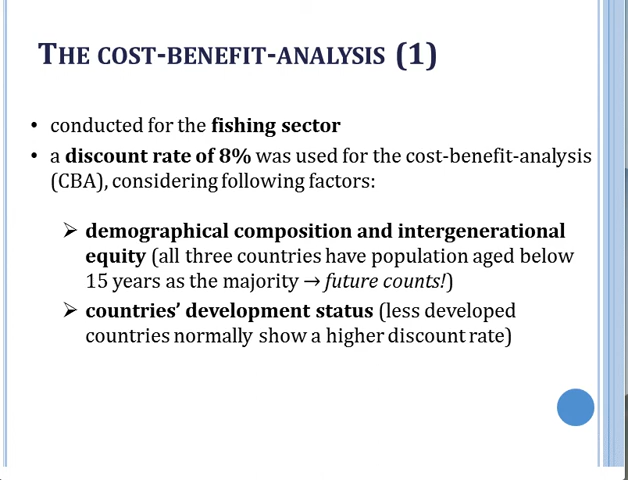 THE COST-BENEFIT-ANALYSIS (1)
• conducted for the fishing sector
• a discount rate of 8% was used for the cost-benefit-analysis
(CBA), considering following factors:
➢ demographical composition and intergenerational
equity (all three countries have population aged below
15 years as the majority → future counts!)
➢ countries’ development status (less developed
countries normally show a higher discount rate)